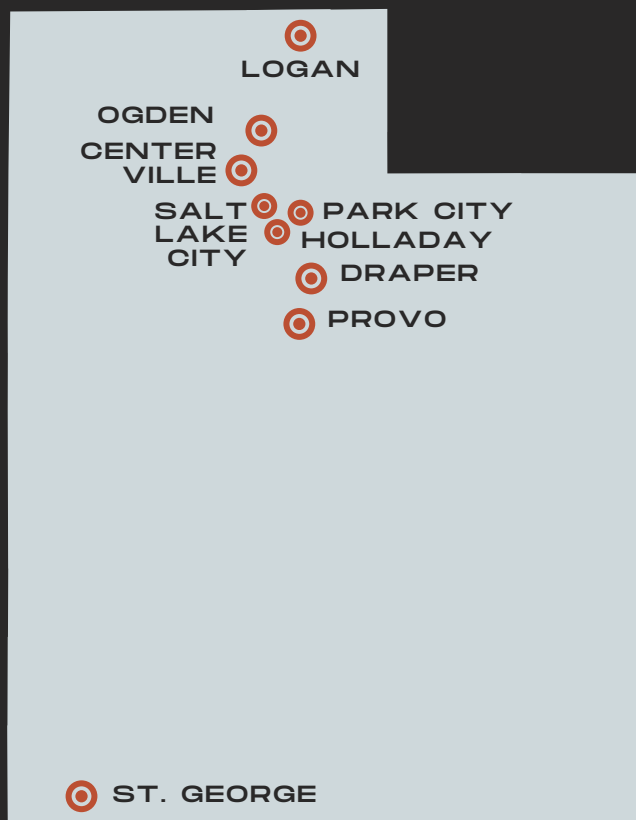 LOGAN
OGDEN
CENTER
VILLE
SALT
LAKE
CITY
PARK CITY
HOLLADAY
DRAPER
PROVO
ST. GEORGE